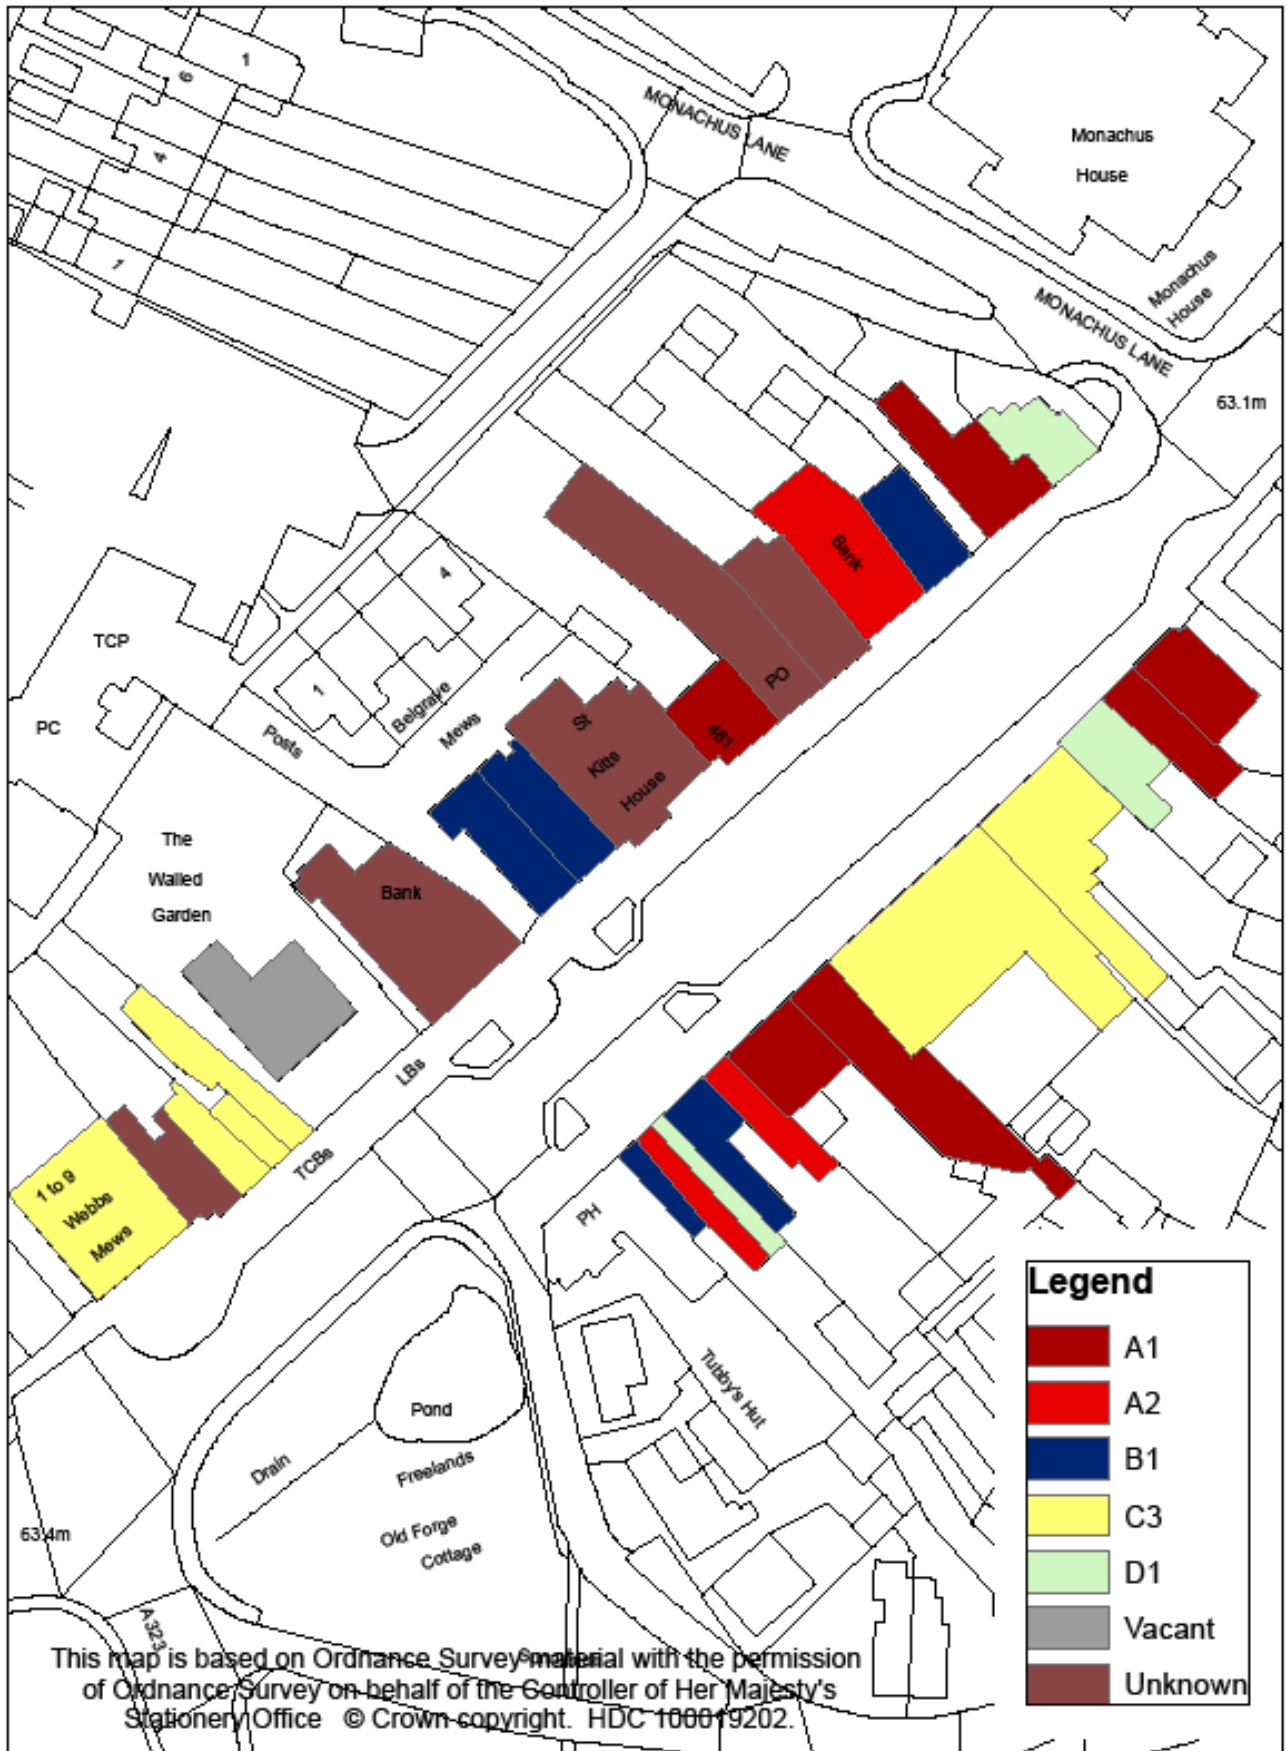 1
6
4
1
MONACHUS LANE
Monachus
House
Monachus
House
MONACHUS LANE
63.1m
Bank
TCP
4
1
Belgrave
Mews
PO
PC
Posts
St
Kitts
House
481
The
Walled
Garden
Bank
LBs
TCBs
1 to 9
Webbs
Mews
PH
Tubby's Hut
Pond
Drain
Freelands
Old Forge
Cottage
63.4m
A323
Legend
A1
A2
B1
C3
D1
Vacant
Unknown
This map is based on Ordnance Survey material with the permission
of Ordnance Survey on behalf of the Controller of Her Majesty's
Stationery Office © Crown copyright. HDC 100019202.